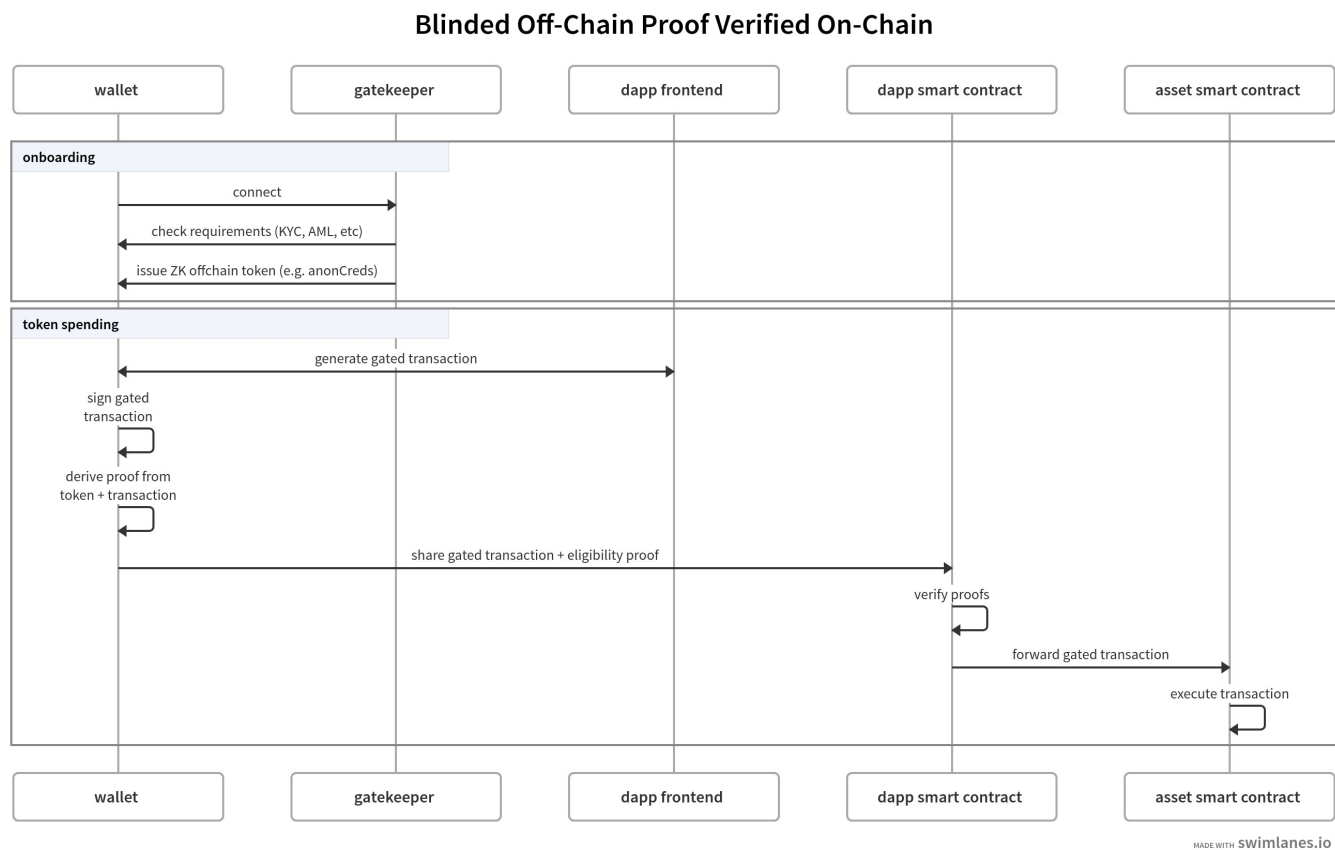 Blinded Off-Chain Proof Verified On-Chain
wallet
gatekeeper
dapp frontend
dapp smart contract
asset smart contract
onboarding
connect
check requirements (KYC, AML, etc)
issue ZK offchain token (e.g. anonCreds)
token spending
generate gated transaction
sign gated
transaction
derive proof from
token + transaction
share gated transaction + eligibility proof
verify proofs
forward gated transaction
execute transaction
wallet
gatekeeper
dapp frontend
dapp smart contract
asset smart contract
MADE WITH swimlanes.io